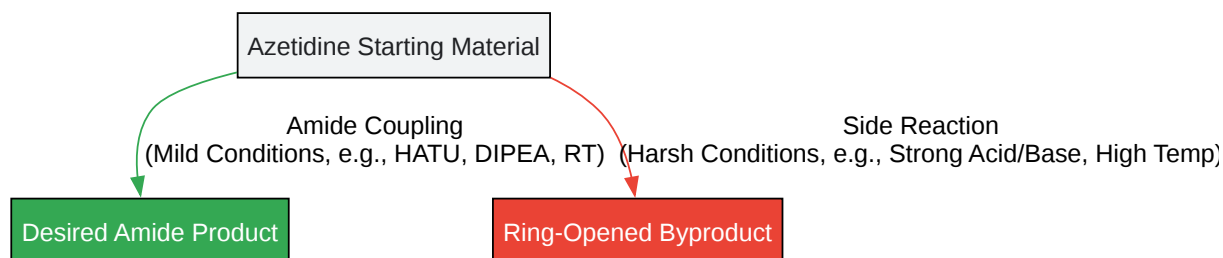 Azetidine Starting Material
Amide Coupling
(Mild Conditions, e.g., HATU, DIPEA, RT)
Side Reaction
(Harsh Conditions, e.g., Strong Acid/Base, High Temp)
Desired Amide Product
Ring-Opened Byproduct